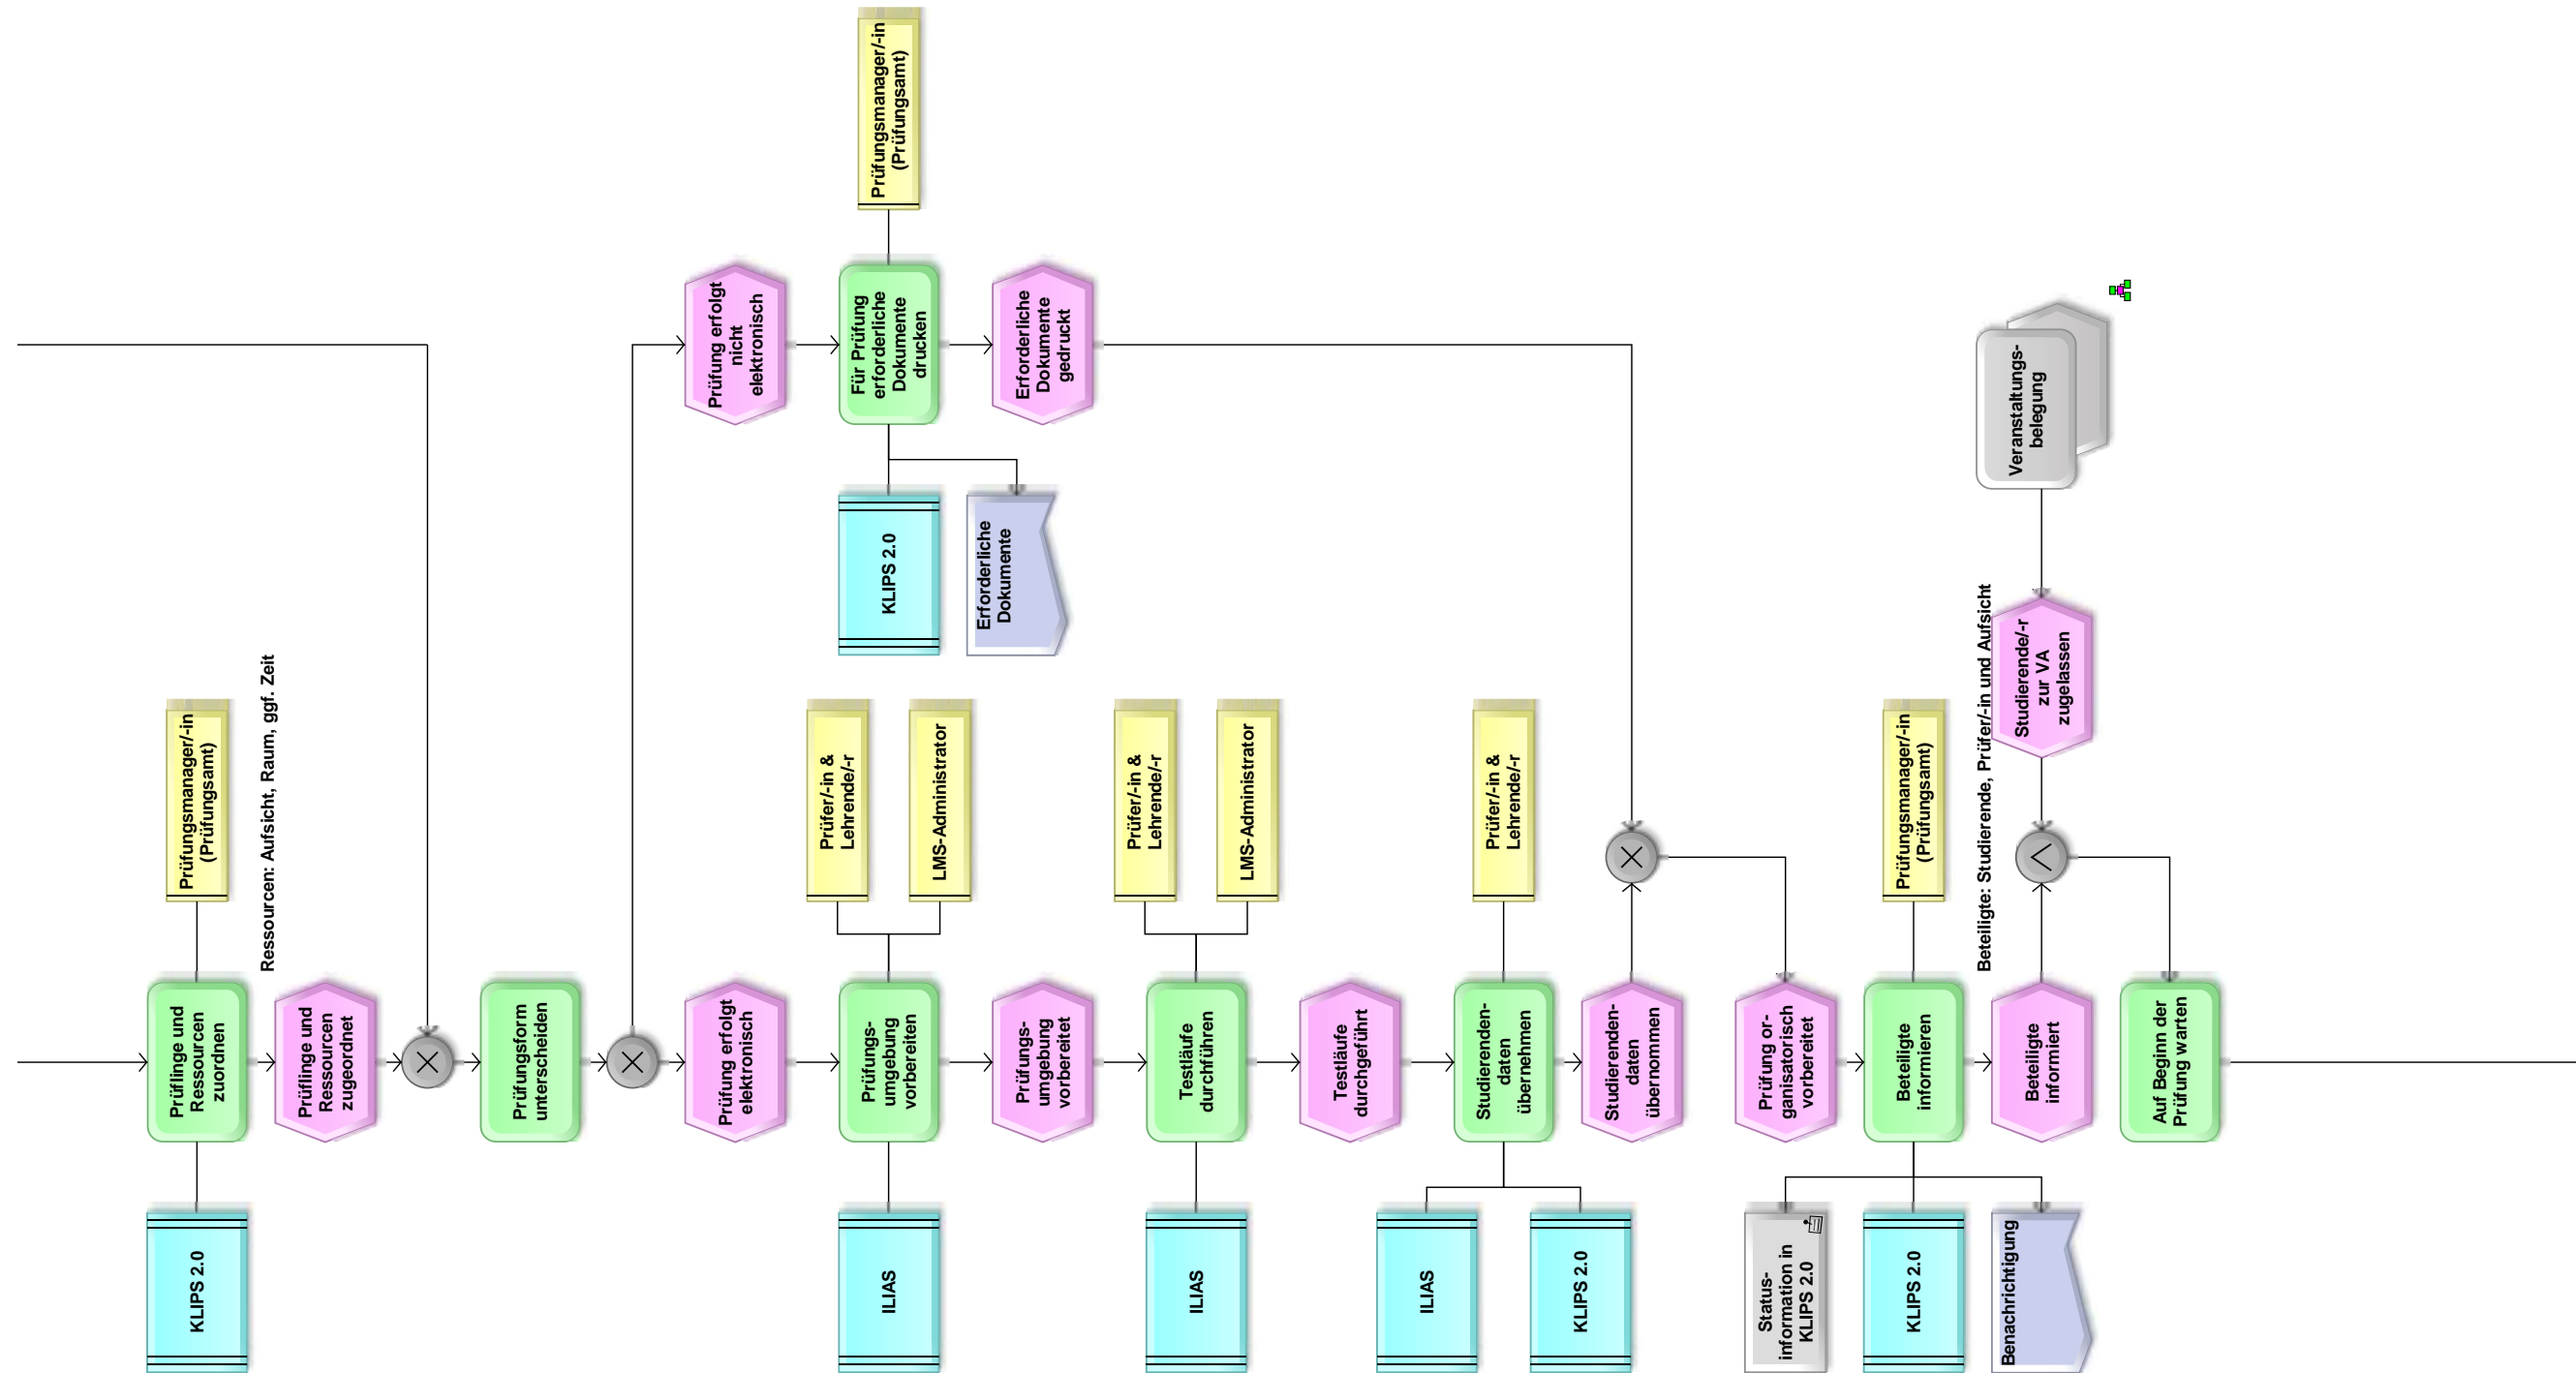 Prüfungsmanager/-in
(Prüfungsamt)
Prüfung erfolgt
nicht
elektronisch
Für Prüfung
erforderliche
Dokumente
drucken
Erforderliche
Dokumente
gedruckt
Veranstaltungs-
belegung
KLIPS 2.0
Erforderliche
Dokumente
Studierende/-r
zur VA
zugelassen
Prüfungsmanager/-in
(Prüfungsamt)
Ressourcen: Aufsicht, Raum, ggf. Zeit
Prüfer/-in &
Lehrende/-r
LMS-Administrator
Prüfer/-in &
Lehrende/-r
LMS-Administrator
Prüfer/-in &
Lehrende/-r
Prüfungsmanager/-in
(Prüfungsamt)
Beteiligte: Studierende, Prüfer/-in und Aufsicht
Prüflinge und
Ressourcen
zuordnen
Prüflinge und
Ressourcen
zugeordnet
Prüfungsform
unterscheiden
Prüfung erfolgt
elektronisch
Prüfungs-
umgebung
vorbereiten
Prüfungs-
umgebung
vorbereitet
Testläufe
durchführen
Testläufe
durchgeführt
Studierenden-
daten
übernehmen
Studierenden-
daten
übernommen
Prüfung or-
ganisatorisch
vorbereitet
Beteiligte
informieren
Beteiligte
informiert
Auf Beginn der
Prüfung warten
KLIPS 2.0
ILIAS
ILIAS
ILIAS
KLIPS 2.0
Status-
information in
KLIPS 2.0
KLIPS 2.0
Benachrichtigung